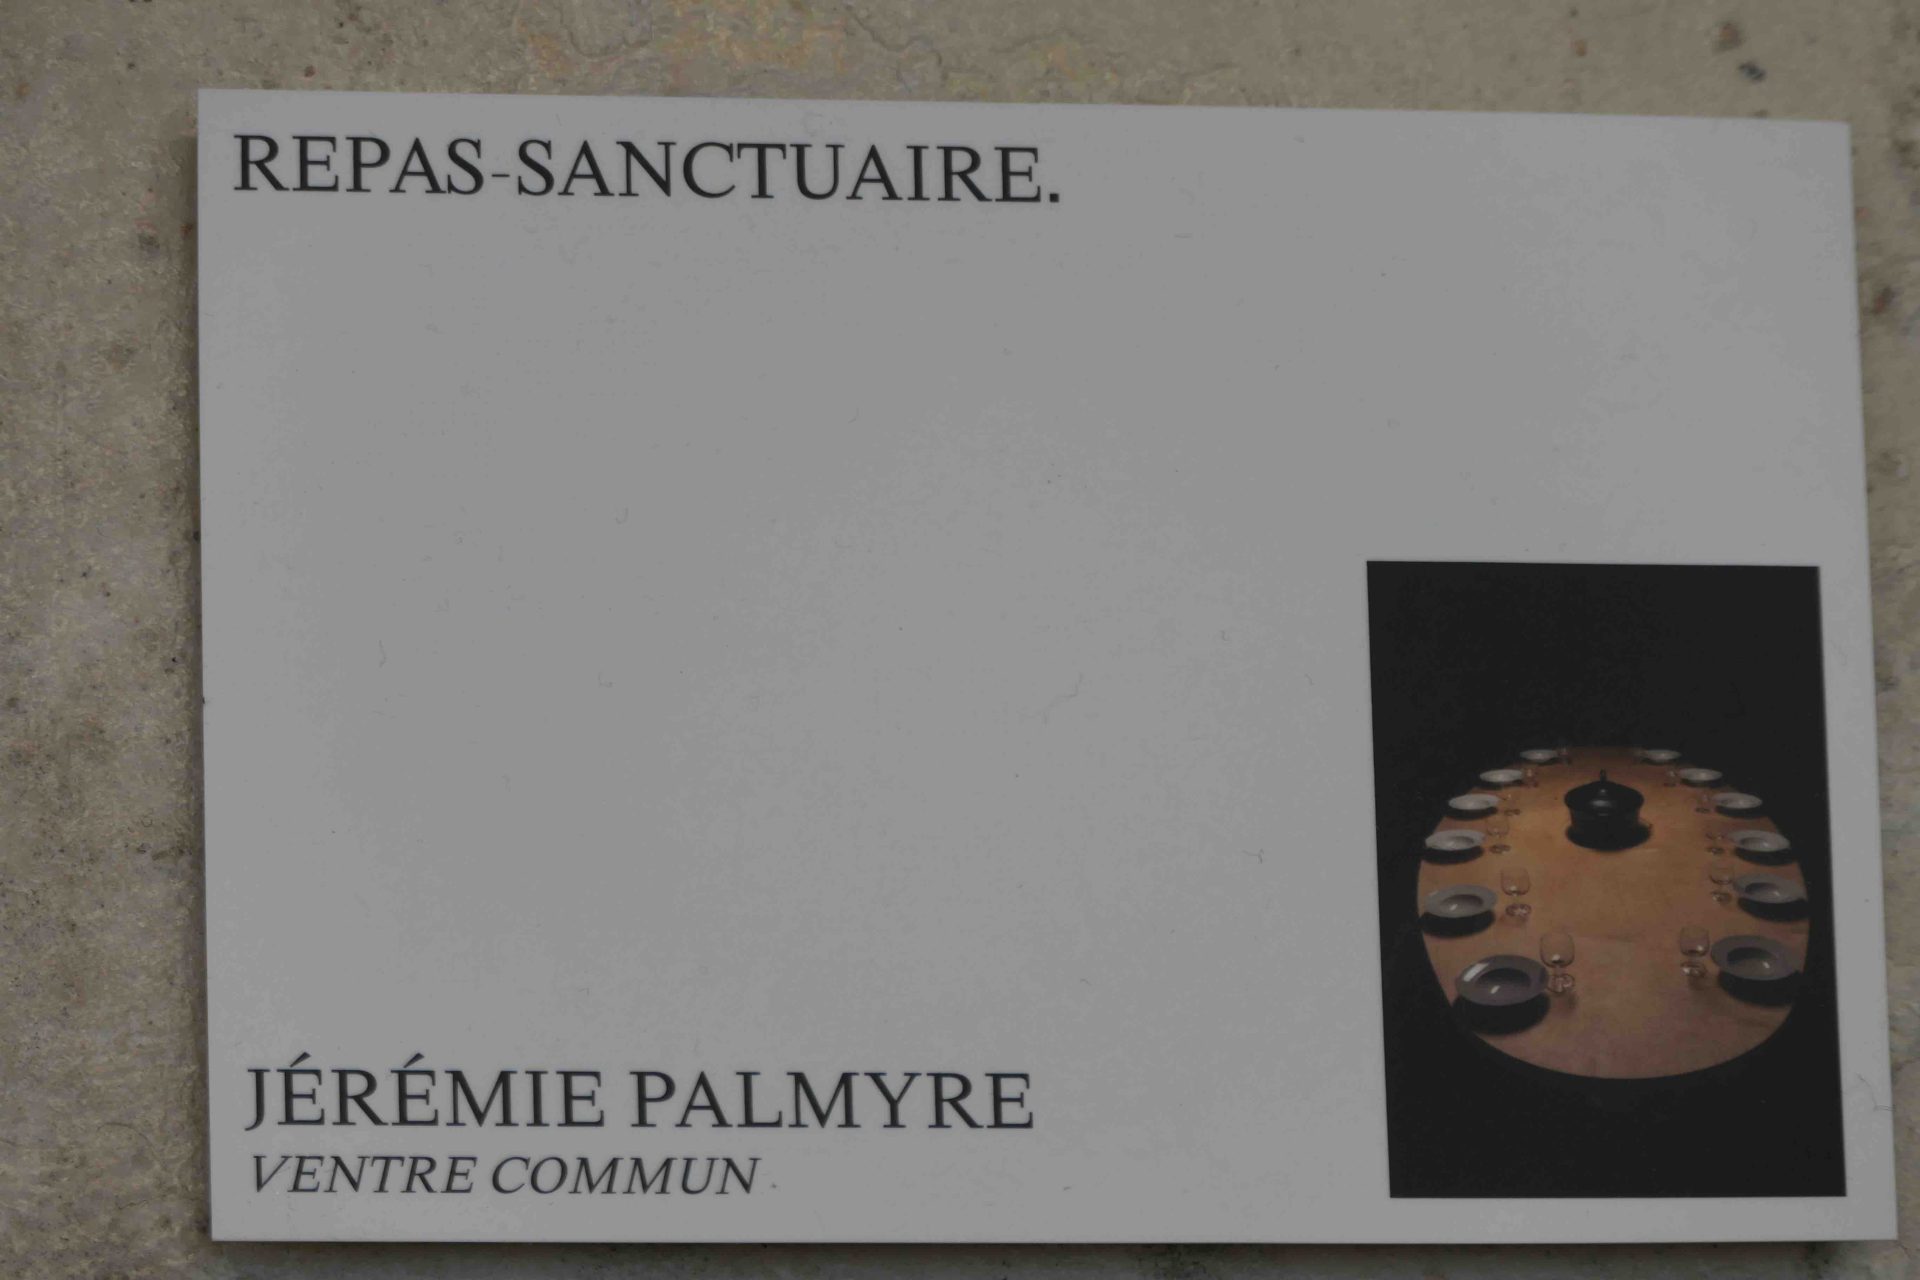 REPAS-SANCTUAIRE.
JÉRÉMIE PALMYRE
VENTRE COMMUN